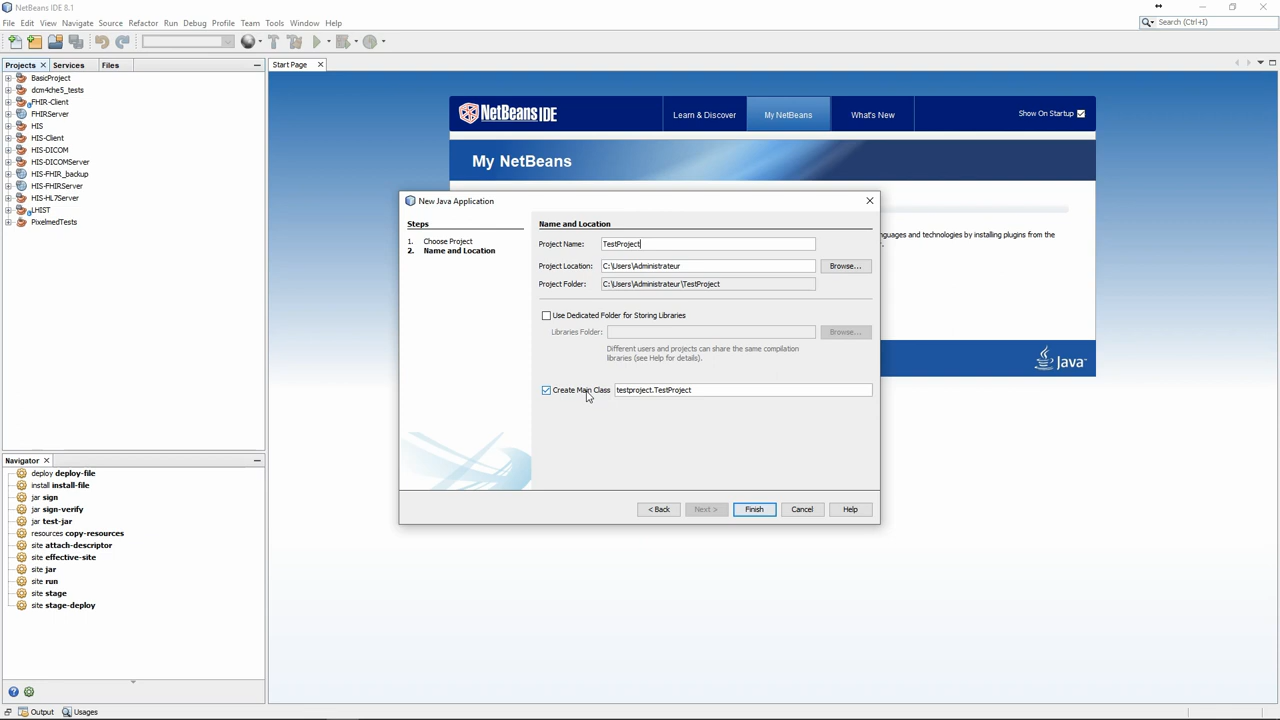 NetBeans IDE 8.1
File Edit View Navigate Source Refactor Run Debug Profile Team Tools Window Help
Search (Ctrl+I)
Projects Services Files
Start Page
BasicProject
dcm4che5_tests
FHIR-Client
FHIRServer
HIS
HIS-Client
HIS-DICOM
HIS-DICOMServer
HIS-FHIR_backup
HIS-FHIRServer
HIS-HL7Server
LHIST
PixelmedTests
NetBeans IDE
Learn & Discover
My NetBeans
What's New
Show On Startup
My NetBeans
nguages and technologies by installing plugins from the
Java
New Java Application
Steps
1. Choose Project
2. Name and Location
Name and Location
Project Name: TestProject
Project Location: C:\Users\Administrateur Browse...
Project Folder: C:\Users\Administrateur\TestProject
Use Dedicated Folder for Storing Libraries
Libraries Folder: Browse...
Different users and projects can share the same compilation
libraries (see Help for details).
Create Main Class testproject.TestProject
< Back Next > Finish Cancel Help
Navigator
deploy deploy-file
install install-file
jar sign
jar sign-verify
jar test-jar
resources copy-resources
site attach-descriptor
site effective-site
site jar
site run
site stage
site stage-deploy
Output Usages